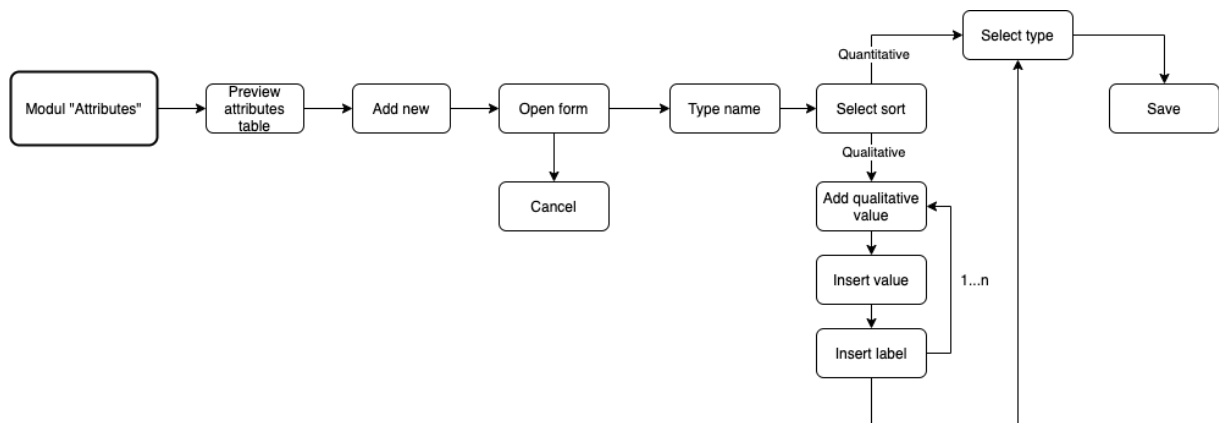 Select type
Quantitative
Modul "Attributes"
Preview
attributes
table
Add new
Open form
Type name
Select sort
Save
Qualitative
Cancel
Add qualitative
value
Insert value
1...n
Insert label